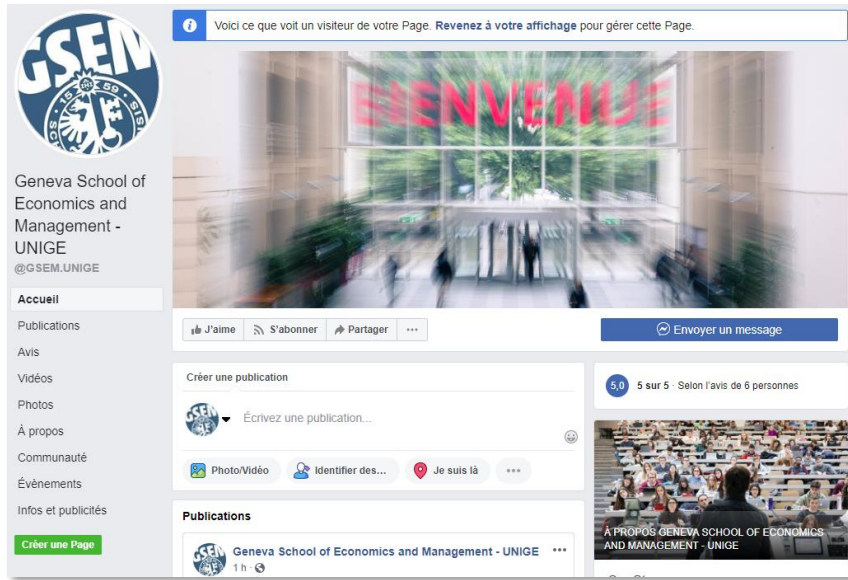 Voici ce que voit un visiteur de votre Page. Revenez à votre affichage pour gérer cette Page.
GSEM
1559
BIENVENUE
Geneva School of
Economics and
Management -
UNIGE
@GSEM.UNIGE
Accueil
Publications
Avis
Vidéos
Photos
À propos
Communauté
Évènements
Infos et publicités
Créer une Page
J'aime
S'abonner
Partager
Envoyer un message
Créer une publication
Écrivez une publication...
Photo/Vidéo
Identifier des...
Je suis là
5,0
5 sur 5 · Selon l'avis de 6 personnes
À PROPOS GENEVA SCHOOL OF ECONOMICS
AND MANAGEMENT - UNIGE
Publications
GSEM
Geneva School of Economics and Management - UNIGE
1 h ·